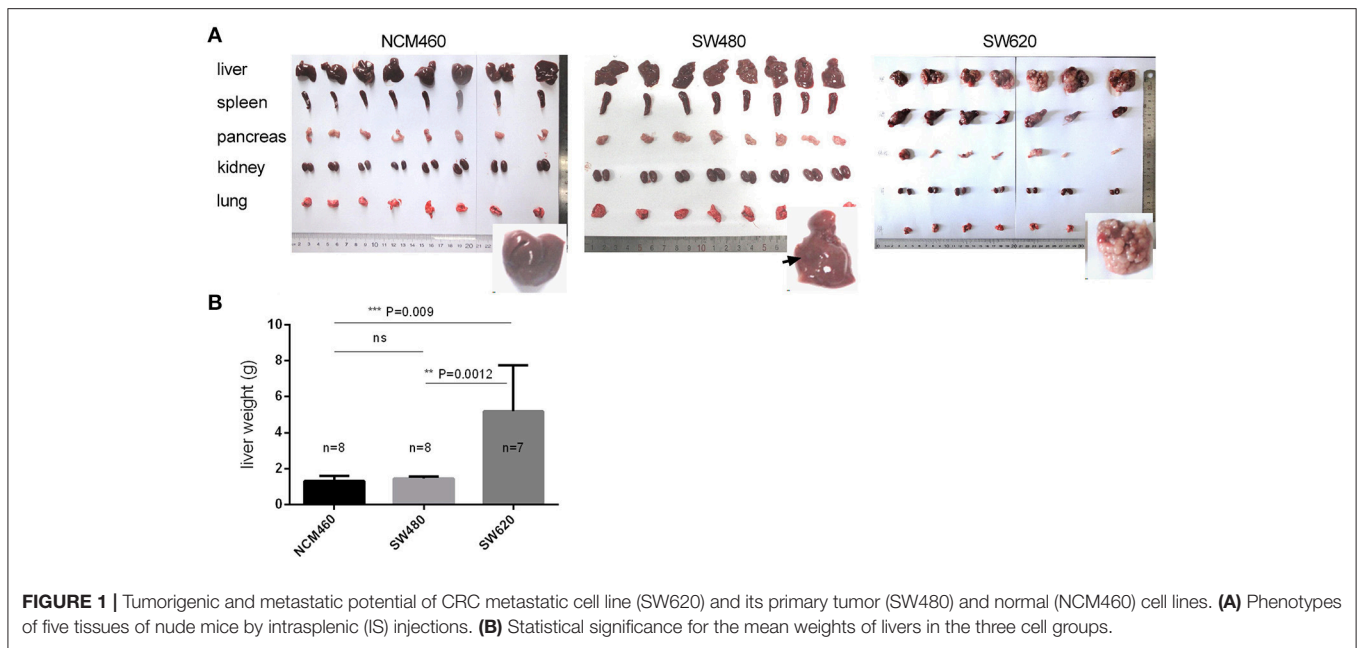 A
NCM460
SW480
SW620
liver
spleen
pancreas
kidney
lung
B
*** P=0.009
ns
** P=0.0012
liver weight (g)
10
8
6
4
2
0
n=8
n=8
n=7
NCM460
SW480
SW620
FIGURE 1 | Tumorigenic and metastatic potential of CRC metastatic cell line (SW620) and its primary tumor (SW480) and normal (NCM460) cell lines. (A) Phenotypes
of five tissues of nude mice by intrasplenic (IS) injections. (B) Statistical significance for the mean weights of livers in the three cell groups.